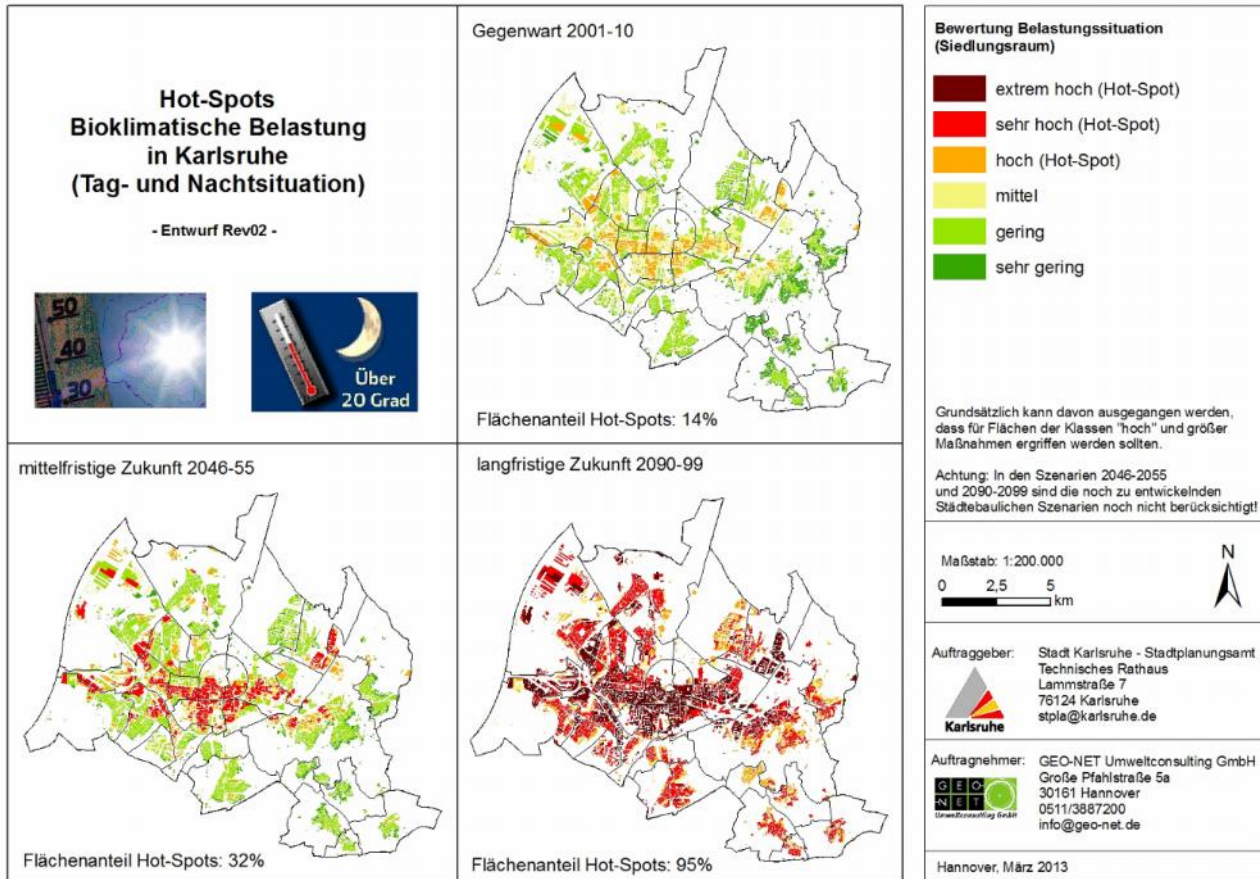 Hot-Spots
Bioklimatische Belastung
in Karlsruhe
(Tag- und Nachtsituation)
- Entwurf Rev02 -
50
40
30
Über
20 Grad
Gegenwart 2001-10
Flächenanteil Hot-Spots: 14%
mittelfristige Zukunft 2046-55
Flächenanteil Hot-Spots: 32%
langfristige Zukunft 2090-99
Flächenanteil Hot-Spots: 95%
Bewertung Belastungssituation
(Siedlungsraum)
extrem hoch (Hot-Spot)
sehr hoch (Hot-Spot)
hoch (Hot-Spot)
mittel
gering
sehr gering
Grundsätzlich kann davon ausgegangen werden,
dass für Flächen der Klassen "hoch" und größer
Maßnahmen ergriffen werden sollten.
Achtung: In den Szenarien 2046-2055
und 2090-2099 sind die noch zu entwickelnden
Städtebaulichen Szenarien noch nicht berücksichtigt!
Maßstab: 1:200.000
0 2,5 5
km
N
Auftraggeber:
Karlsruhe
Stadt Karlsruhe - Stadtplanungsamt
Technisches Rathaus
Lammstraße 7
76124 Karlsruhe
stpla@karlsruhe.de
Auftragnehmer:
GEO
NET
Umweltconsulting GmbH
GEO-NET Umweltconsulting GmbH
Große Pfahlstraße 5a
30161 Hannover
0511/3887200
info@geo-net.de
Hannover, März 2013